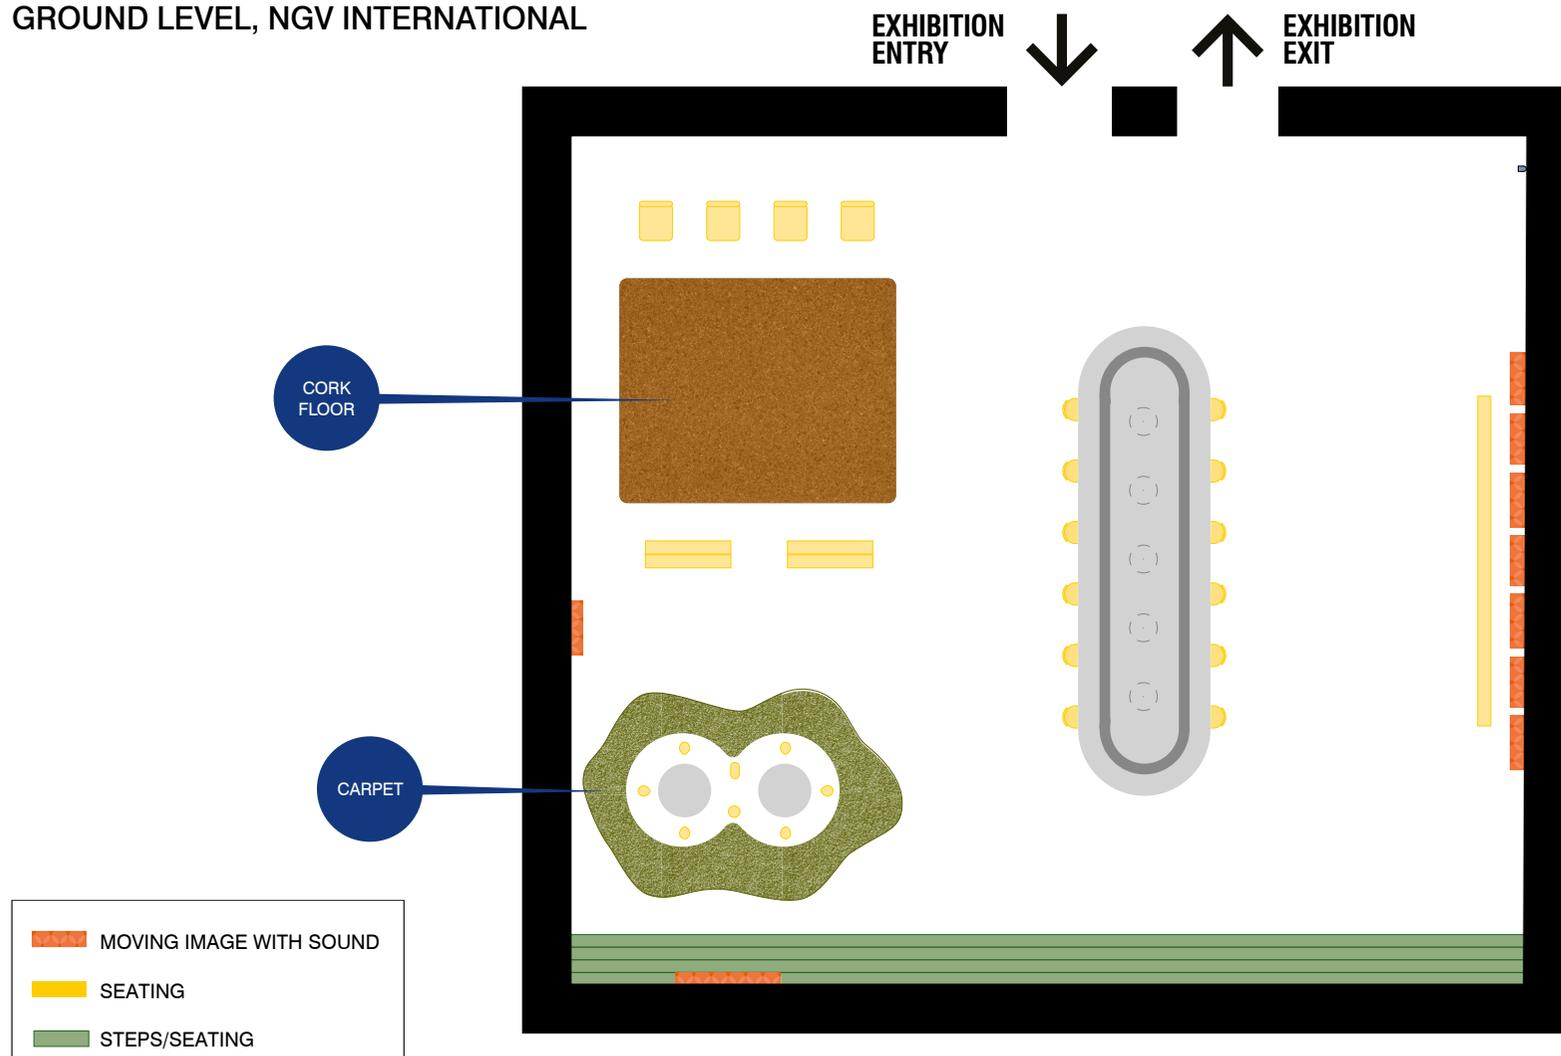 GROUND LEVEL, NGV INTERNATIONAL
EXHIBITION
ENTRY
EXHIBITION
EXIT
CORK
FLOOR
CARPET
MOVING IMAGE WITH SOUND
SEATING
STEPS/SEATING